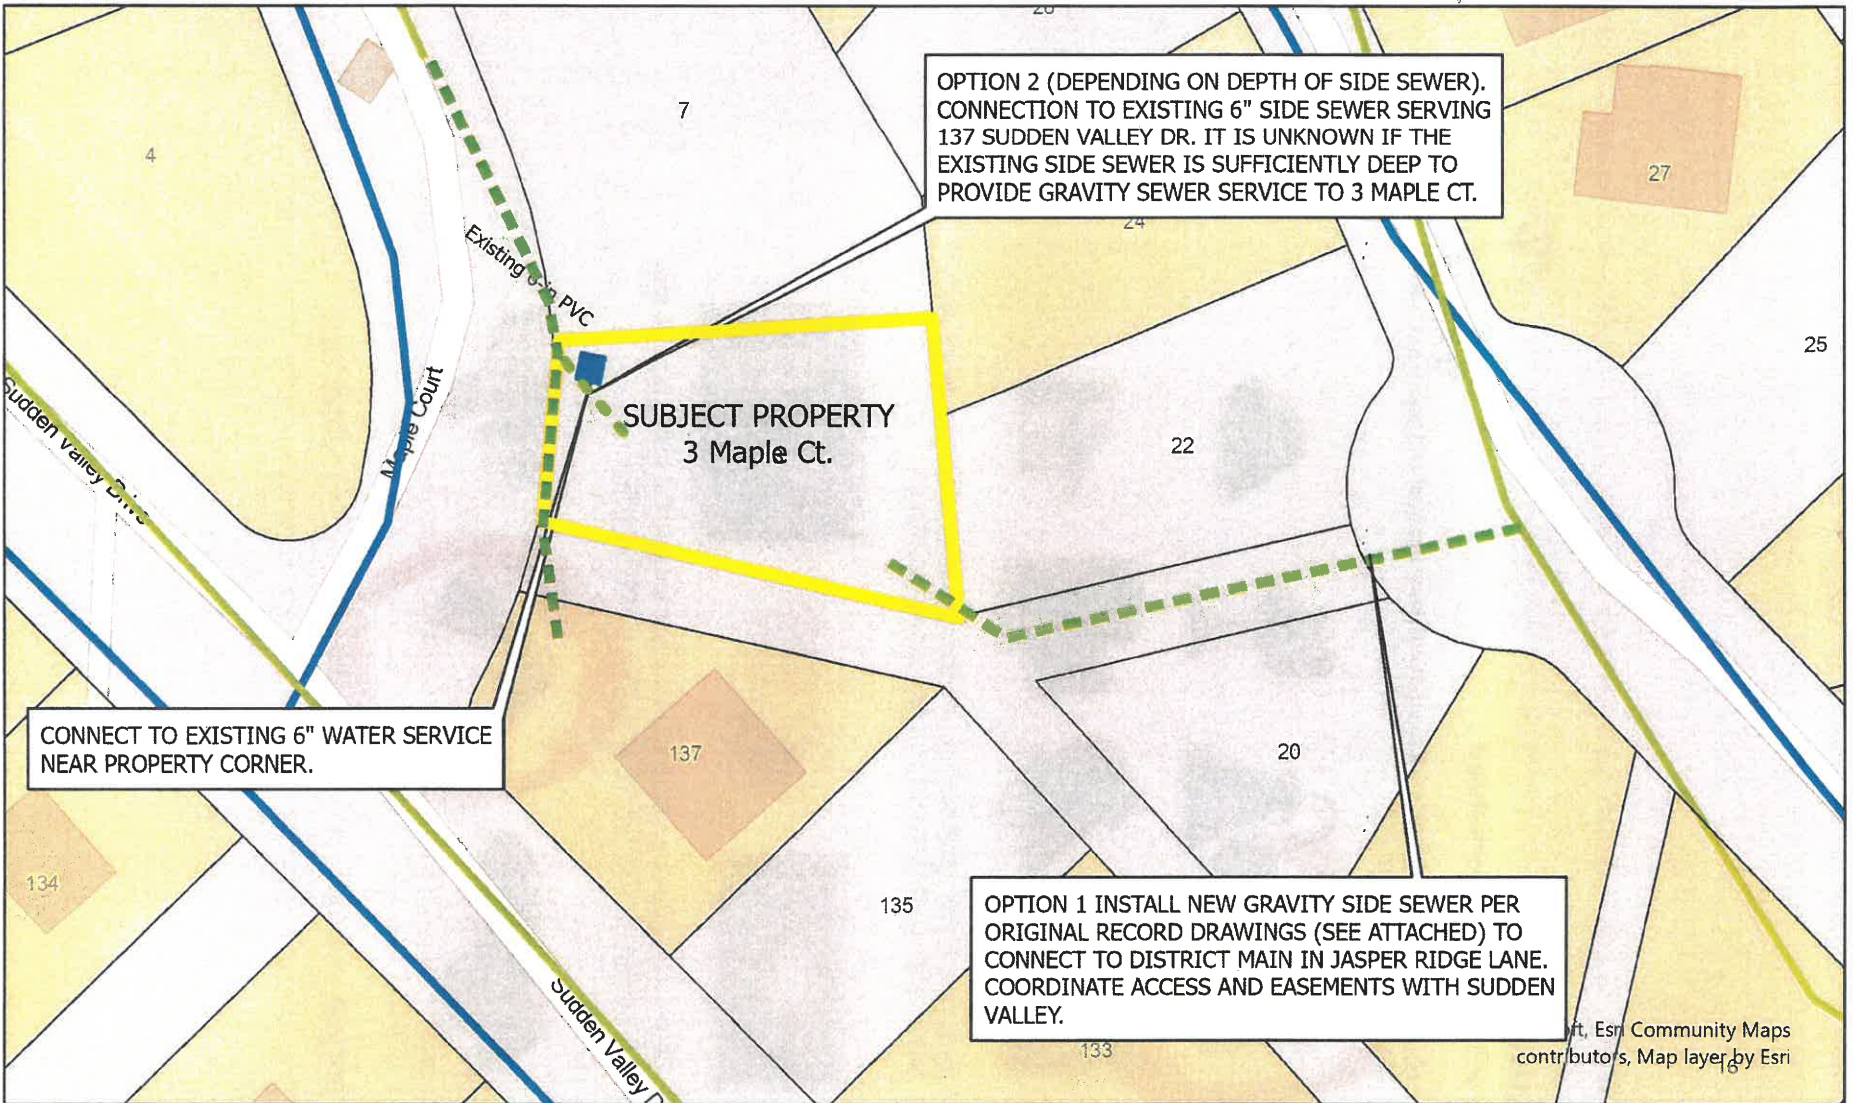 7
4
OPTION 2 (DEPENDING ON DEPTH OF SIDE SEWER).
CONNECTION TO EXISTING 6" SIDE SEWER SERVING
137 SUDDEN VALLEY DR. IT IS UNKNOWN IF THE
EXISTING SIDE SEWER IS SUFFICIENTLY DEEP TO
PROVIDE GRAVITY SEWER SERVICE TO 3 MAPLE CT.
27
24
Existing PVC
25
Sudden Valley Drive
Maple Court
SUBJECT PROPERTY
3 Maple Ct.
22
CONNECT TO EXISTING 6" WATER SERVICE
NEAR PROPERTY CORNER.
137
20
134
135
OPTION 1 INSTALL NEW GRAVITY SIDE SEWER PER
ORIGINAL RECORD DRAWINGS (SEE ATTACHED) TO
CONNECT TO DISTRICT MAIN IN JASPER RIDGE LANE.
COORDINATE ACCESS AND EASEMENTS WITH SUDDEN
VALLEY.
Sudden Valley D
133
Esri Community Maps
contributors, Map layer by Esri
16